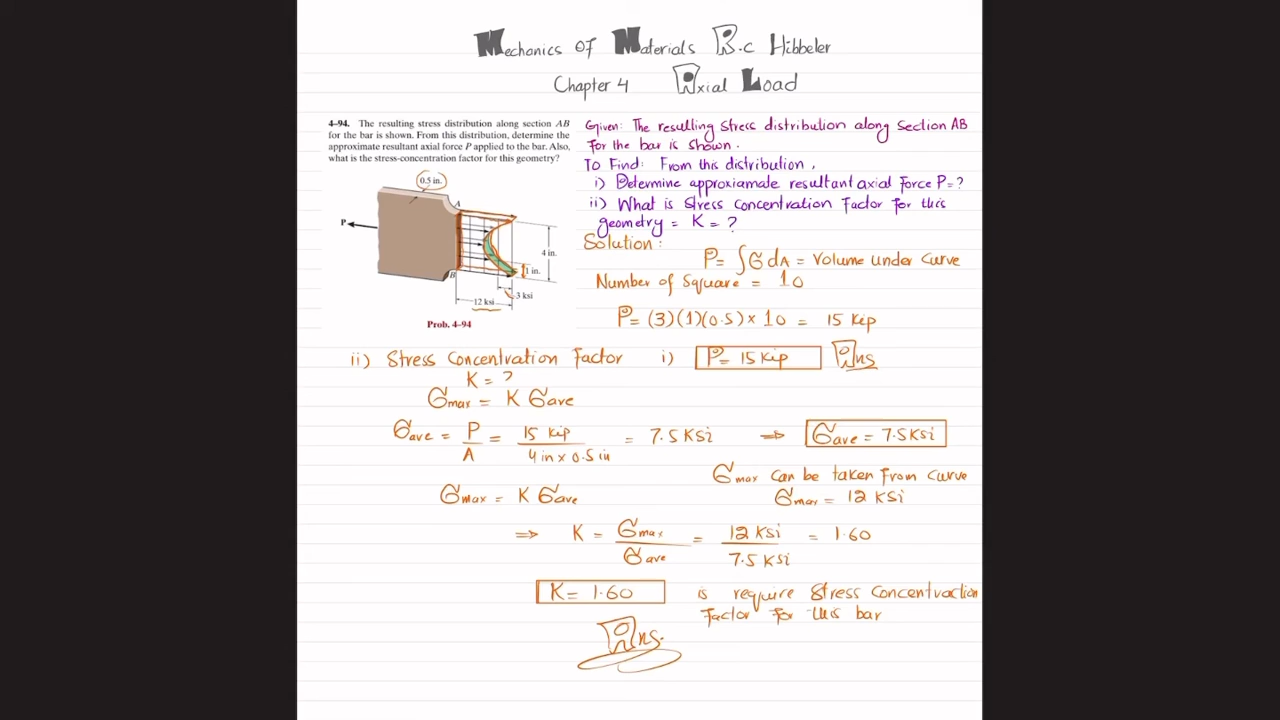 Mechanics Of Materials R.c Hibbeler
Chapter 4 Axial Load
4–94. The resulting stress distribution along section AB
for the bar is shown. From this distribution, determine the
approximate resultant axial force P applied to the bar. Also,
what is the stress-concentration factor for this geometry?
0.5 in.
A
P
4 in.
B
1 in.
3 ksi
12 ksi
Prob. 4–94
Given: The resulting stress distribution along Section AB
For the bar is shown.
To Find: From this distribution,
i) Determine approxiamade resultant axial Force P=?
ii) What is Stress Concentration Factor for this
geometry = K = ?
Solution:
P = ∫σ dA = Volume under Curve
Number of Square = 10
P = (3)(1)(0.5) × 10 = 15 Kip
i) P = 15 Kip Ans
ii) Stress Concentration Factor
K = ?
σmax = K σave
σave = P/A = 15 kip / 4 in x 0.5 in = 7.5 KSi ⇒ σave = 7.5 KSi
σmax can be taken From curve
σmax = K σave σmax = 12 KSi
⇒ K = σmax / σave = 12 KSi / 7.5 KSi = 1.60
K = 1.60 is require Stress Concentraction
Factor For this bar
Ans.